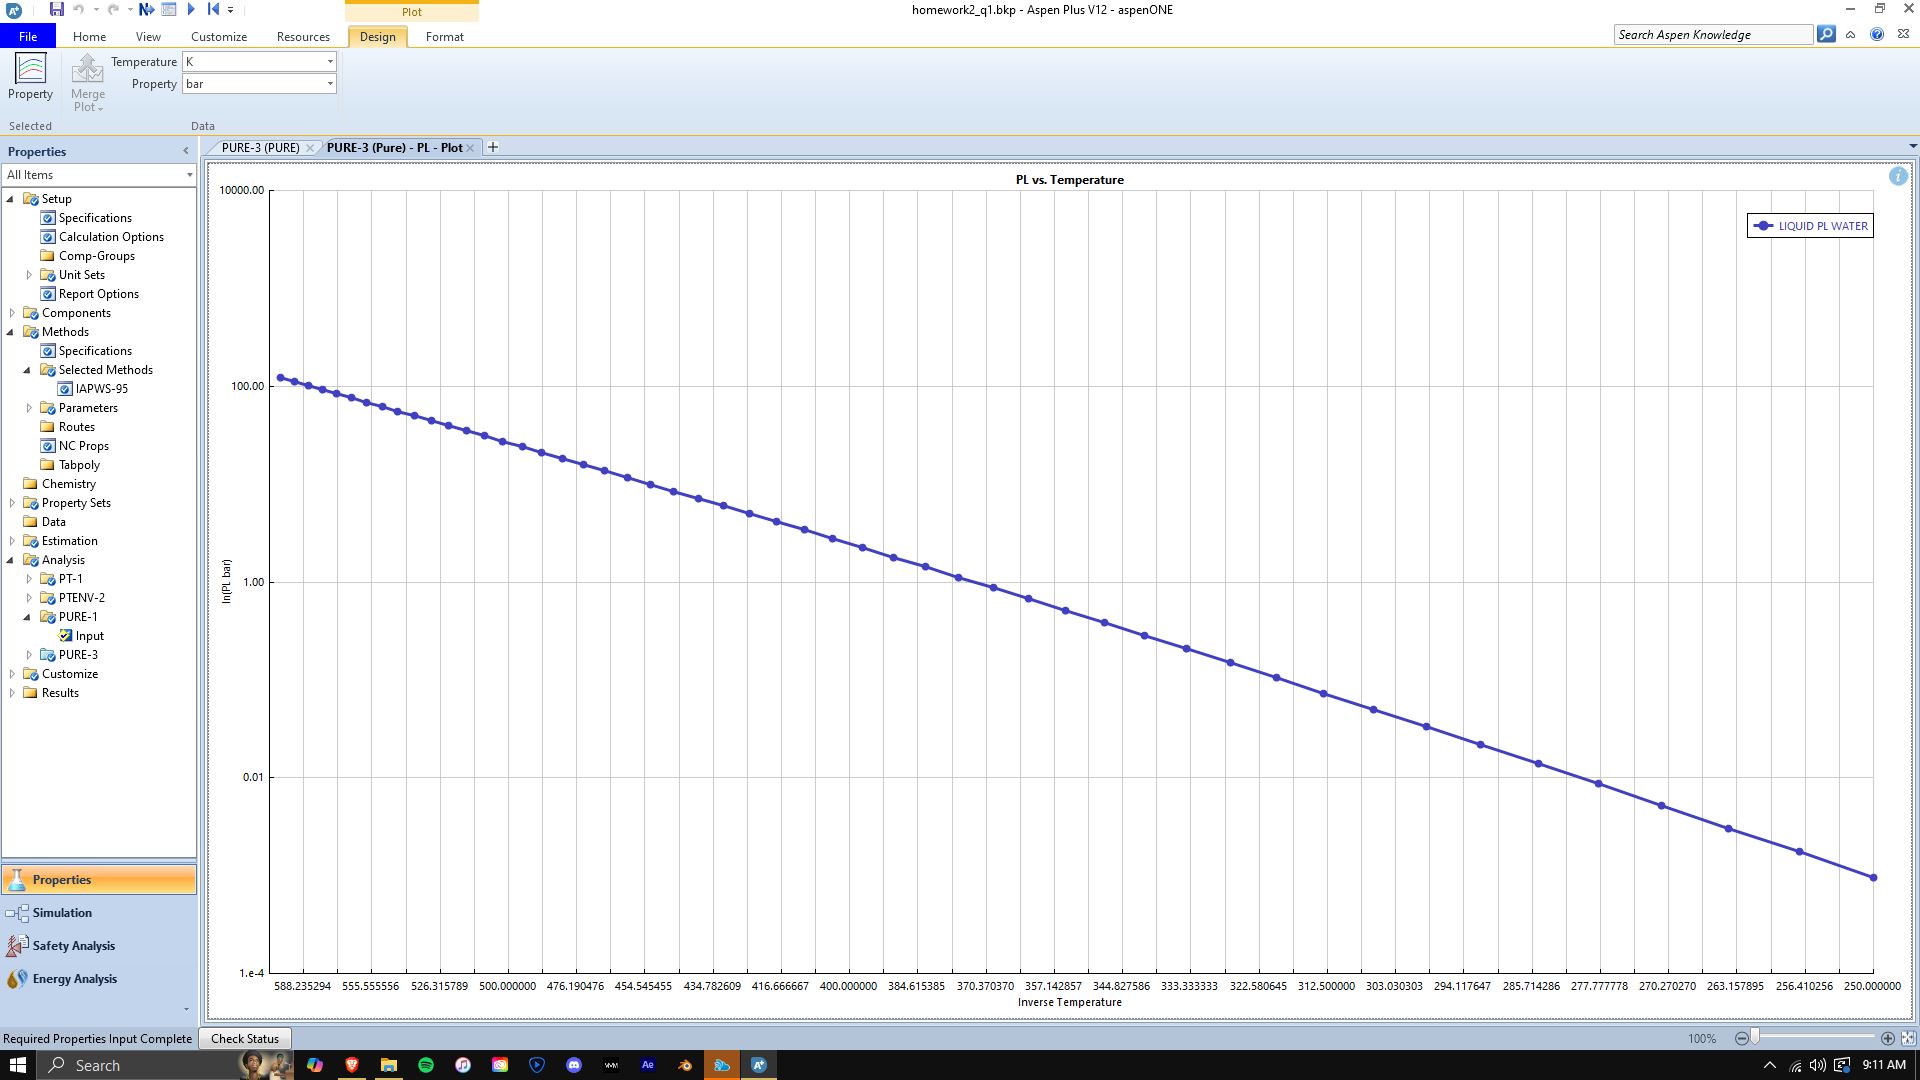 homework2_q1.bkp - Aspen Plus V12 - aspenONE
Plot
File Home View Customize Resources Design Format
Search Aspen Knowledge
Property
Merge
Plot
Temperature K
Property bar
Selected
Data
Properties
All Items
Setup
Specifications
Calculation Options
Comp-Groups
Unit Sets
Report Options
Components
Methods
Specifications
Selected Methods
IAPWS-95
Parameters
Routes
NC Props
Tabpoly
Chemistry
Property Sets
Data
Estimation
Analysis
PT-1
PTENV-2
PURE-1
Input
PURE-3
Customize
Results
Properties
Simulation
Safety Analysis
Energy Analysis
PURE-3 (PURE) PURE-3 (Pure) - PL - Plot
PL vs. Temperature
LIQUID PL WATER
10000.00
100.00
1.00
0.01
1.e-4
ln(PL bar)
588.235294 555.555556 526.315789 500.000000 476.190476 454.545455 434.782609 416.666667 400.000000 384.615385 370.370370 357.142857 344.827586 333.333333 322.580645 312.500000 303.030303 294.117647 285.714286 277.777778 270.270270 263.157895 256.410256 250.000000
Inverse Temperature
Required Properties Input Complete Check Status
100%
Search
Ae
9:11 AM